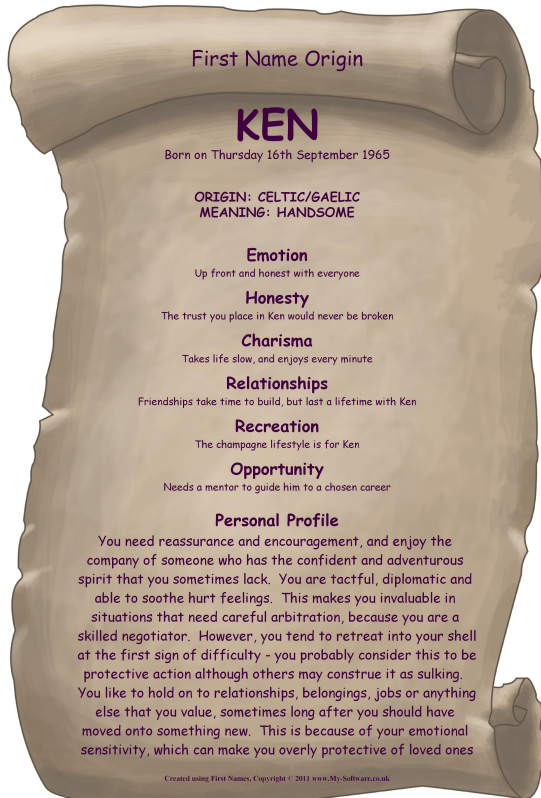 First Name Origin
KEN
Born on Thursday 16th September 1965
ORIGIN: CELTIC/GAELIC
MEANING: HANDSOME
Emotion
Up front and honest with everyone
Honesty
The trust you place in Ken would never be broken
Charisma
Takes life slow, and enjoys every minute
Relationships
Friendships take time to build, but last a lifetime with Ken
Recreation
The champagne lifestyle is for Ken
Opportunity
Needs a mentor to guide him to a chosen career
Personal Profile
You need reassurance and encouragement, and enjoy the
company of someone who has the confident and adventurous
spirit that you sometimes lack.  You are tactful, diplomatic and
able to soothe hurt feelings.  This makes you invaluable in
situations that need careful arbitration, because you are a
skilled negotiator.  However, you tend to retreat into your shell
at the first sign of difficulty - you probably consider this to be
protective action although others may construe it as sulking.
You like to hold on to relationships, belongings, jobs or anything
else that you value, sometimes long after you should have
moved onto something new.  This is because of your emotional
sensitivity, which can make you overly protective of loved ones
Created using First Names, Copyright © 2011 www.My-Software.co.uk